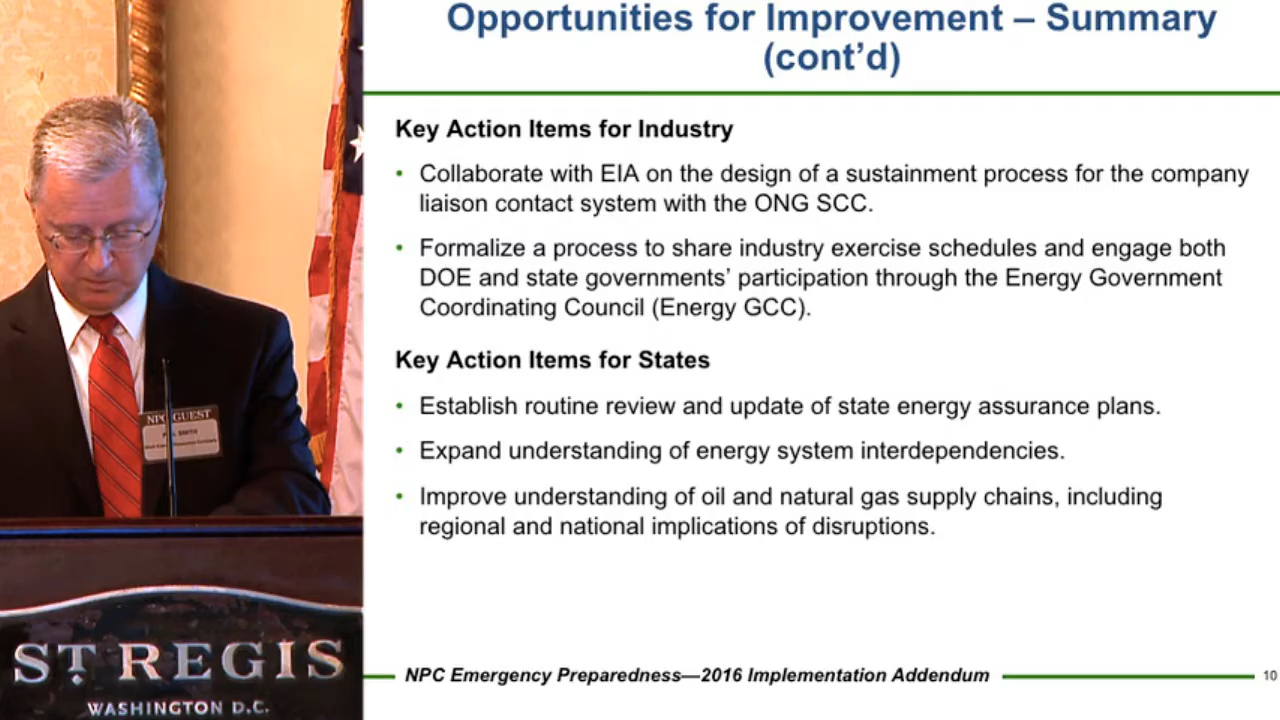 Opportunities for Improvement – Summary
(cont’d)
Key Action Items for Industry
• Collaborate with EIA on the design of a sustainment process for the company
liaison contact system with the ONG SCC.
• Formalize a process to share industry exercise schedules and engage both
DOE and state governments’ participation through the Energy Government
Coordinating Council (Energy GCC).
Key Action Items for States
• Establish routine review and update of state energy assurance plans.
• Expand understanding of energy system interdependencies.
• Improve understanding of oil and natural gas supply chains, including
regional and national implications of disruptions.
NPC Emergency Preparedness—2016 Implementation Addendum
10
NPC GUEST
SMITH
ST. REGIS
WASHINGTON D.C.